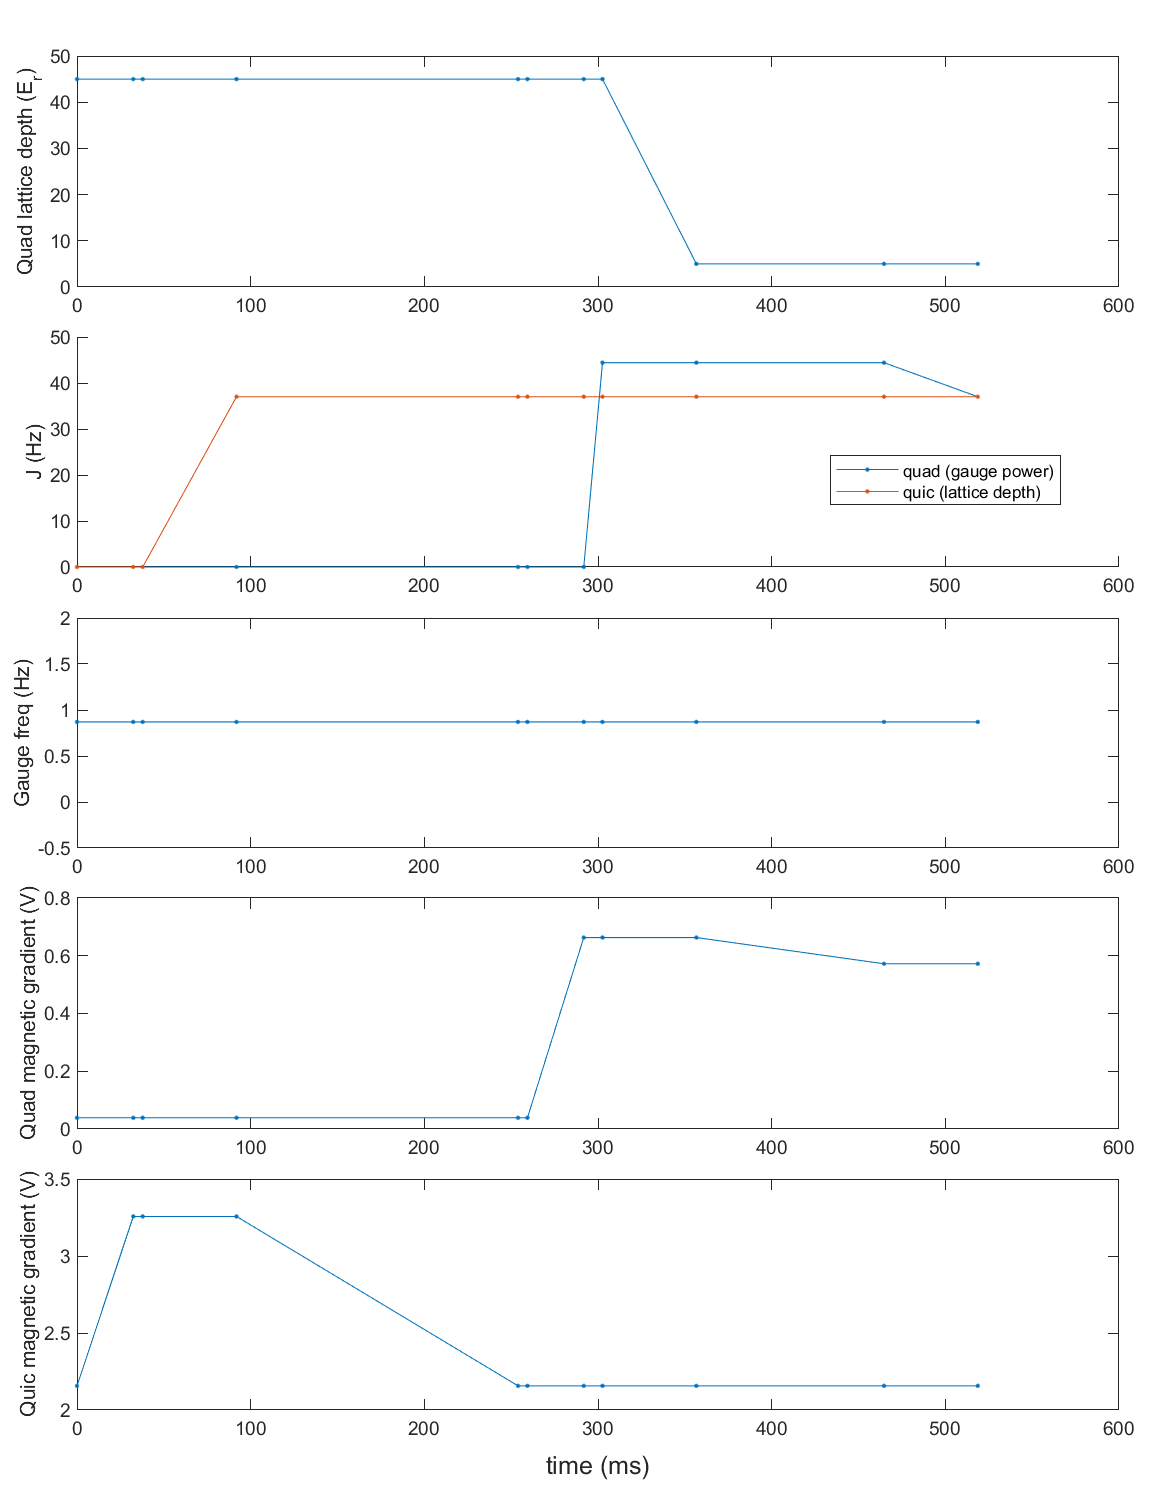 50
40
30
20
10
0
Quad lattice depth (E_r)
0 100 200 300 400 500 600
50
40
30
20
10
0
J (Hz)
quad (gauge power)
quic (lattice depth)
0 100 200 300 400 500 600
2
1.5
1
0.5
0
-0.5
Gauge freq (Hz)
0 100 200 300 400 500 600
0.8
0.6
0.4
0.2
0
Quad magnetic gradient (V)
0 100 200 300 400 500 600
3.5
3
2.5
2
Quic magnetic gradient (V)
0 100 200 300 400 500 600
time (ms)